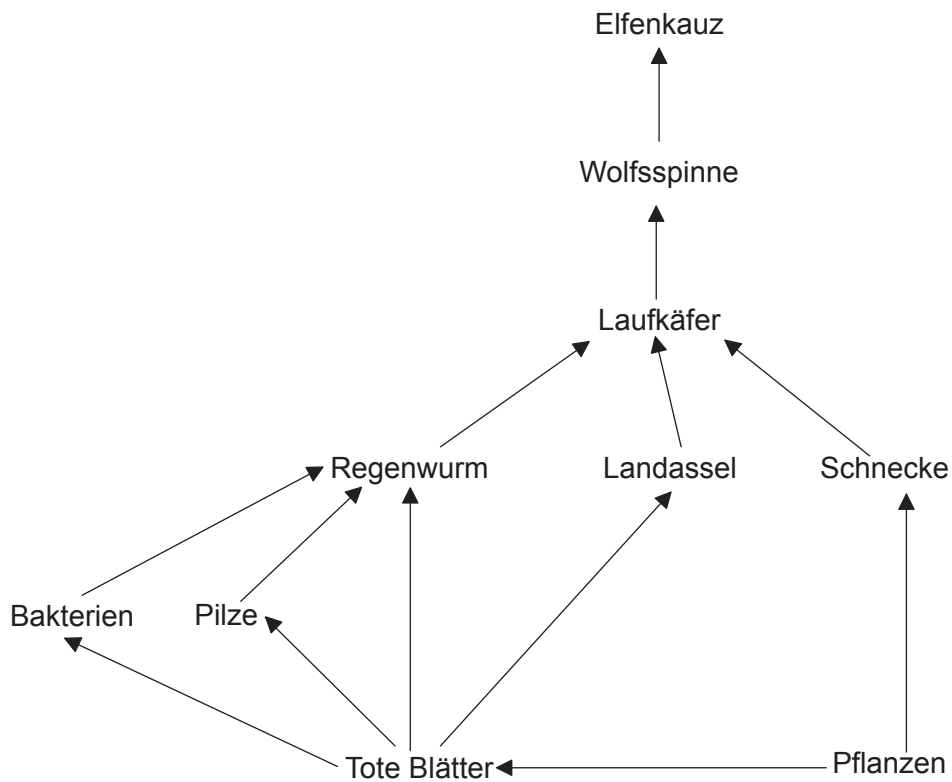 Elfenkauz
Wolfsspinne
Laufkäfer
Regenwurm
Landassel
Schnecke
Bakterien
Pilze
Tote Blätter
Pflanzen